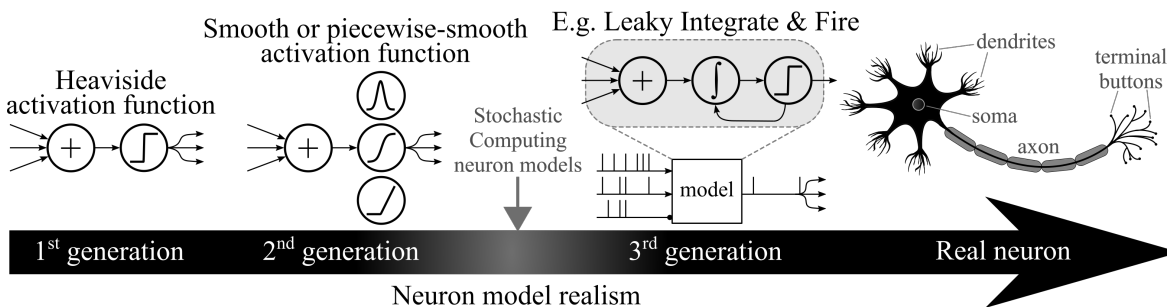 Heaviside
activation function
+
Smooth or piecewise-smooth
activation function
+
Stochastic
Computing
neuron models
E.g. Leaky Integrate & Fire
+
∫
model
dendrites
soma
axon
terminal
buttons
1st generation
2nd generation
3rd generation
Real neuron
Neuron model realism